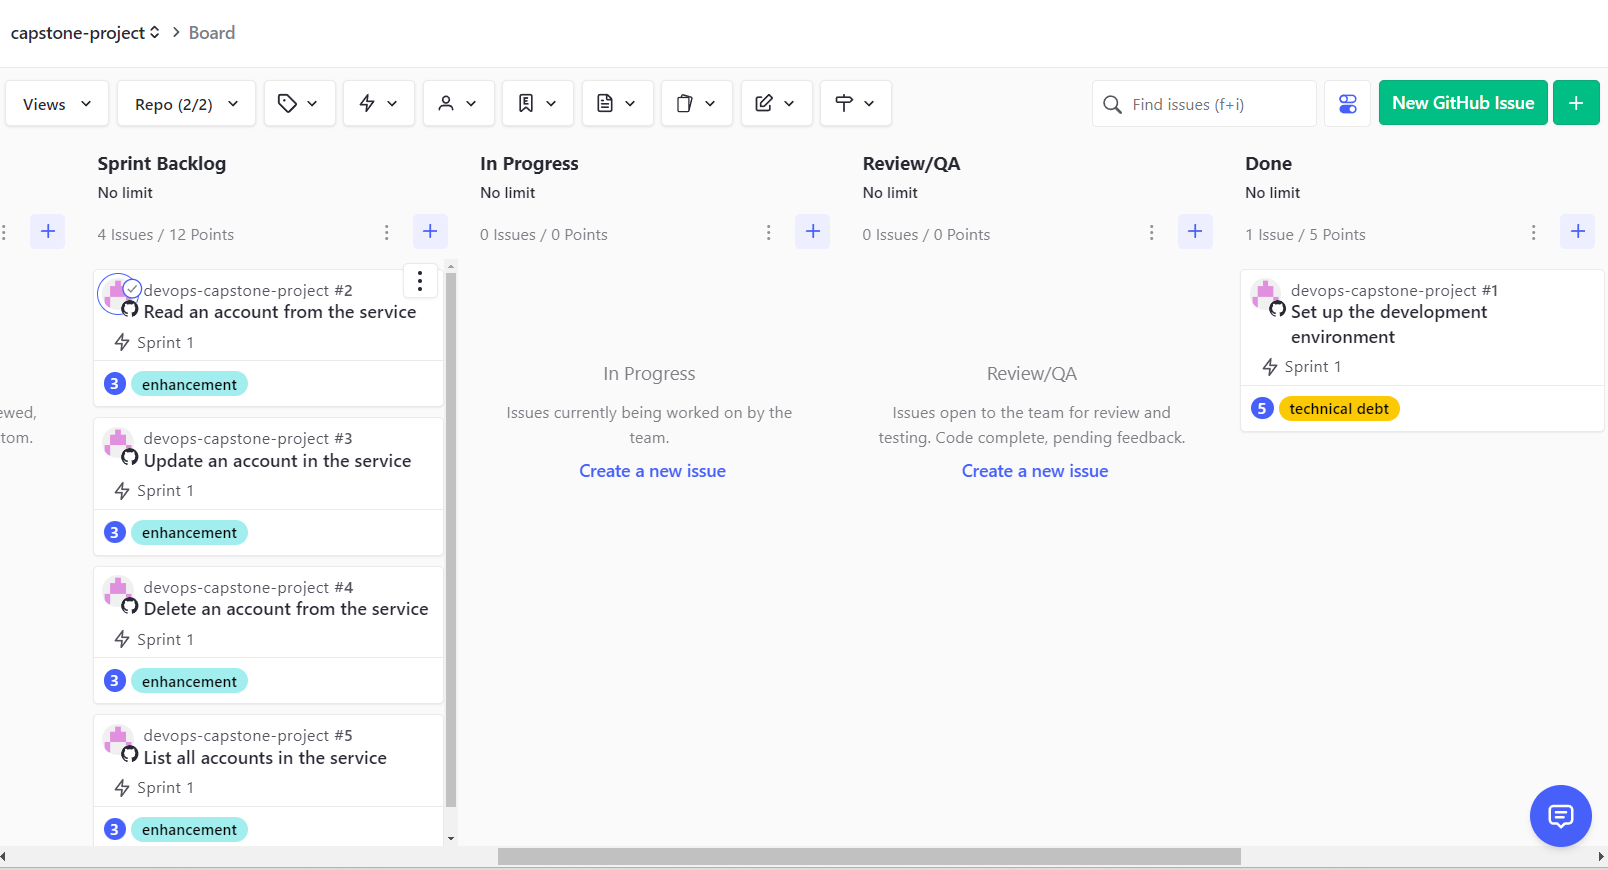 capstone-project > Board
Views
Repo (2/2)
Find issues (f+i)
New GitHub Issue
Sprint Backlog
No limit
4 Issues / 12 Points
devops-capstone-project #2
Read an account from the service
Sprint 1
3 enhancement
devops-capstone-project #3
Update an account in the service
Sprint 1
3 enhancement
devops-capstone-project #4
Delete an account from the service
Sprint 1
3 enhancement
devops-capstone-project #5
List all accounts in the service
Sprint 1
3 enhancement
In Progress
No limit
0 Issues / 0 Points
In Progress
Issues currently being worked on by the
team.
Create a new issue
Review/QA
No limit
0 Issues / 0 Points
Review/QA
Issues open to the team for review and
testing. Code complete, pending feedback.
Create a new issue
Done
No limit
1 Issue / 5 Points
devops-capstone-project #1
Set up the development
environment
Sprint 1
5 technical debt